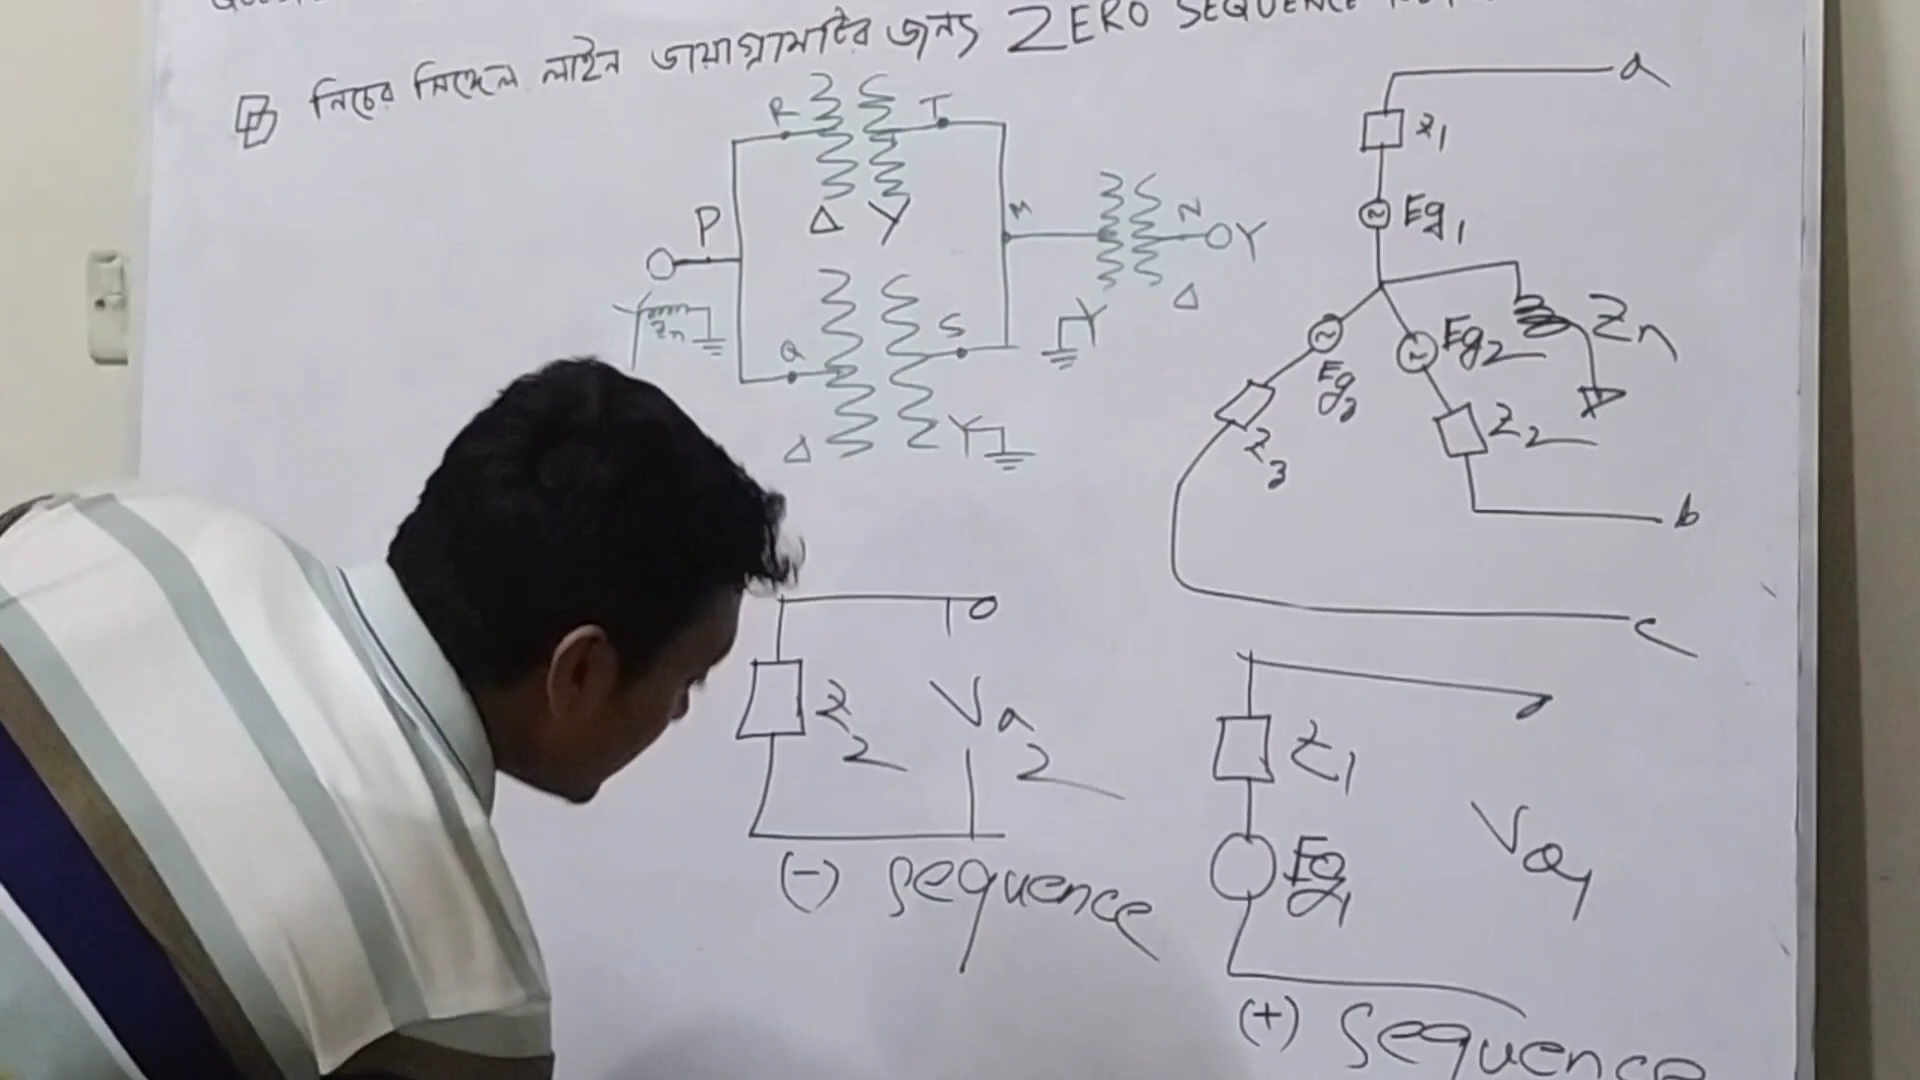 নিচের সিঙ্গেল লাইন ডায়াগ্রামটির জন্য ZERO SEQUENCE
R T
Δ Y
P
M
N
Y
Δ
Zn
Q S
Y
Δ Y
a
Z1
Eg1
Zn
Eg2
Eg3
Z2
Z3
b
c
Z2 Va2
(-) sequence
Z1
Eg1
Va1
(+) sequence